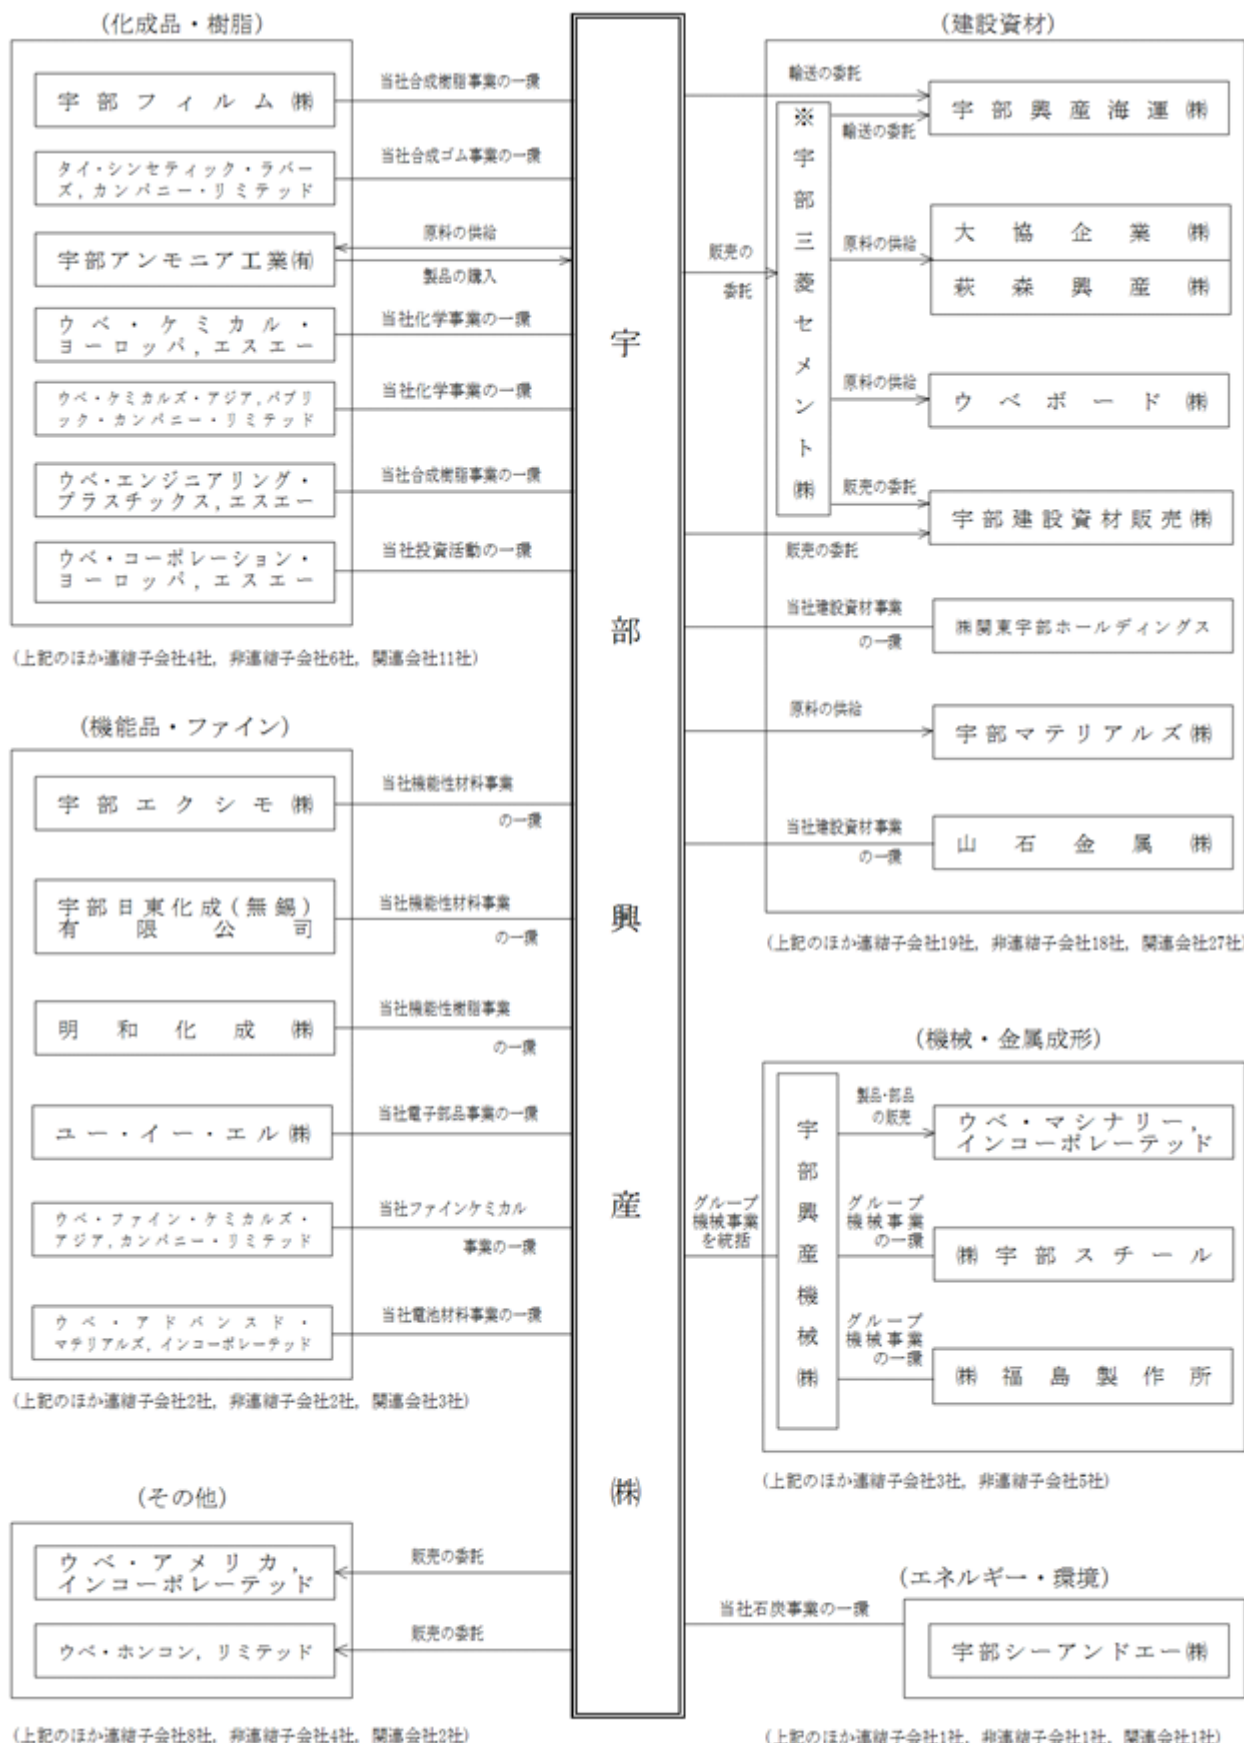 (化成品・樹脂)
宇部フィルム㈱
当社合成樹脂事業の一環
タイ・シンセティック・ラバー
ズ,カンパニー・リミテッド
当社合成ゴム事業の一環
宇部アンモニア工業㈲
原料の供給
製品の購入
ウベ・ケミカル・
ヨーロッパ,エスエー
当社化学事業の一環
ウベ・ケミカルズ・アジア,パブリ
ック・カンパニー・リミテッド
当社化学事業の一環
ウベ・エンジニアリング・
プラスチックス,エスエー
当社合成樹脂事業の一環
ウベ・コーポレーション・
ヨーロッパ,エスエー
当社投資活動の一環
(上記のほか連結子会社4社, 非連結子会社6社, 関連会社11社)
(機能品・ファイン)
宇部エクシモ㈱
当社機能性材料事業
の一環
宇部日東化成(無錫)
有限公司
当社機能性材料事業
の一環
明和化成㈱
当社機能性樹脂事業
の一環
ユー・イー・エル㈱
当社電子部品事業の一環
ウベ・ファイン・ケミカルズ・
アジア,カンパニー・リミテッド
当社ファインケミカル
事業の一環
ウベ・アドバンスド・
マテリアルズ,インコーポレーテッド
当社電池材料事業の一環
(上記のほか連結子会社2社, 非連結子会社2社, 関連会社3社)
(その他)
ウベ・アメリカ,
インコーポレーテッド
販売の委託
ウベ・ホンコン, リミテッド
販売の委託
(上記のほか連結子会社8社, 非連結子会社4社, 関連会社2社)
宇部興産㈱
(建設資材)
輸送の委託
宇部興産海運㈱
輸送の委託
※宇部三菱セメント㈱
販売の
委託
原料の供給
大協企業㈱
萩森興産㈱
原料の供給
ウベボード㈱
販売の委託
宇部建設資材販売㈱
販売の委託
当社建設資材事業
の一環
㈱関東宇部ホールディングス
原料の供給
宇部マテリアルズ㈱
当社建設資材事業
の一環
山石金属㈱
(上記のほか連結子会社19社, 非連結子会社18社, 関連会社27社)
(機械・金属成形)
グループ
機械事業
を統括
宇部興産機械㈱
製品・部品
の販売
ウベ・マシナリー,
インコーポレーテッド
グループ
機械事業
の一環
㈱宇部スチール
グループ
機械事業
の一環
㈱福島製作所
(上記のほか連結子会社3社, 非連結子会社5社)
(エネルギー・環境)
当社石炭事業の一環
宇部シーアンドエー㈱
(上記のほか連結子会社1社, 非連結子会社1社, 関連会社1社)